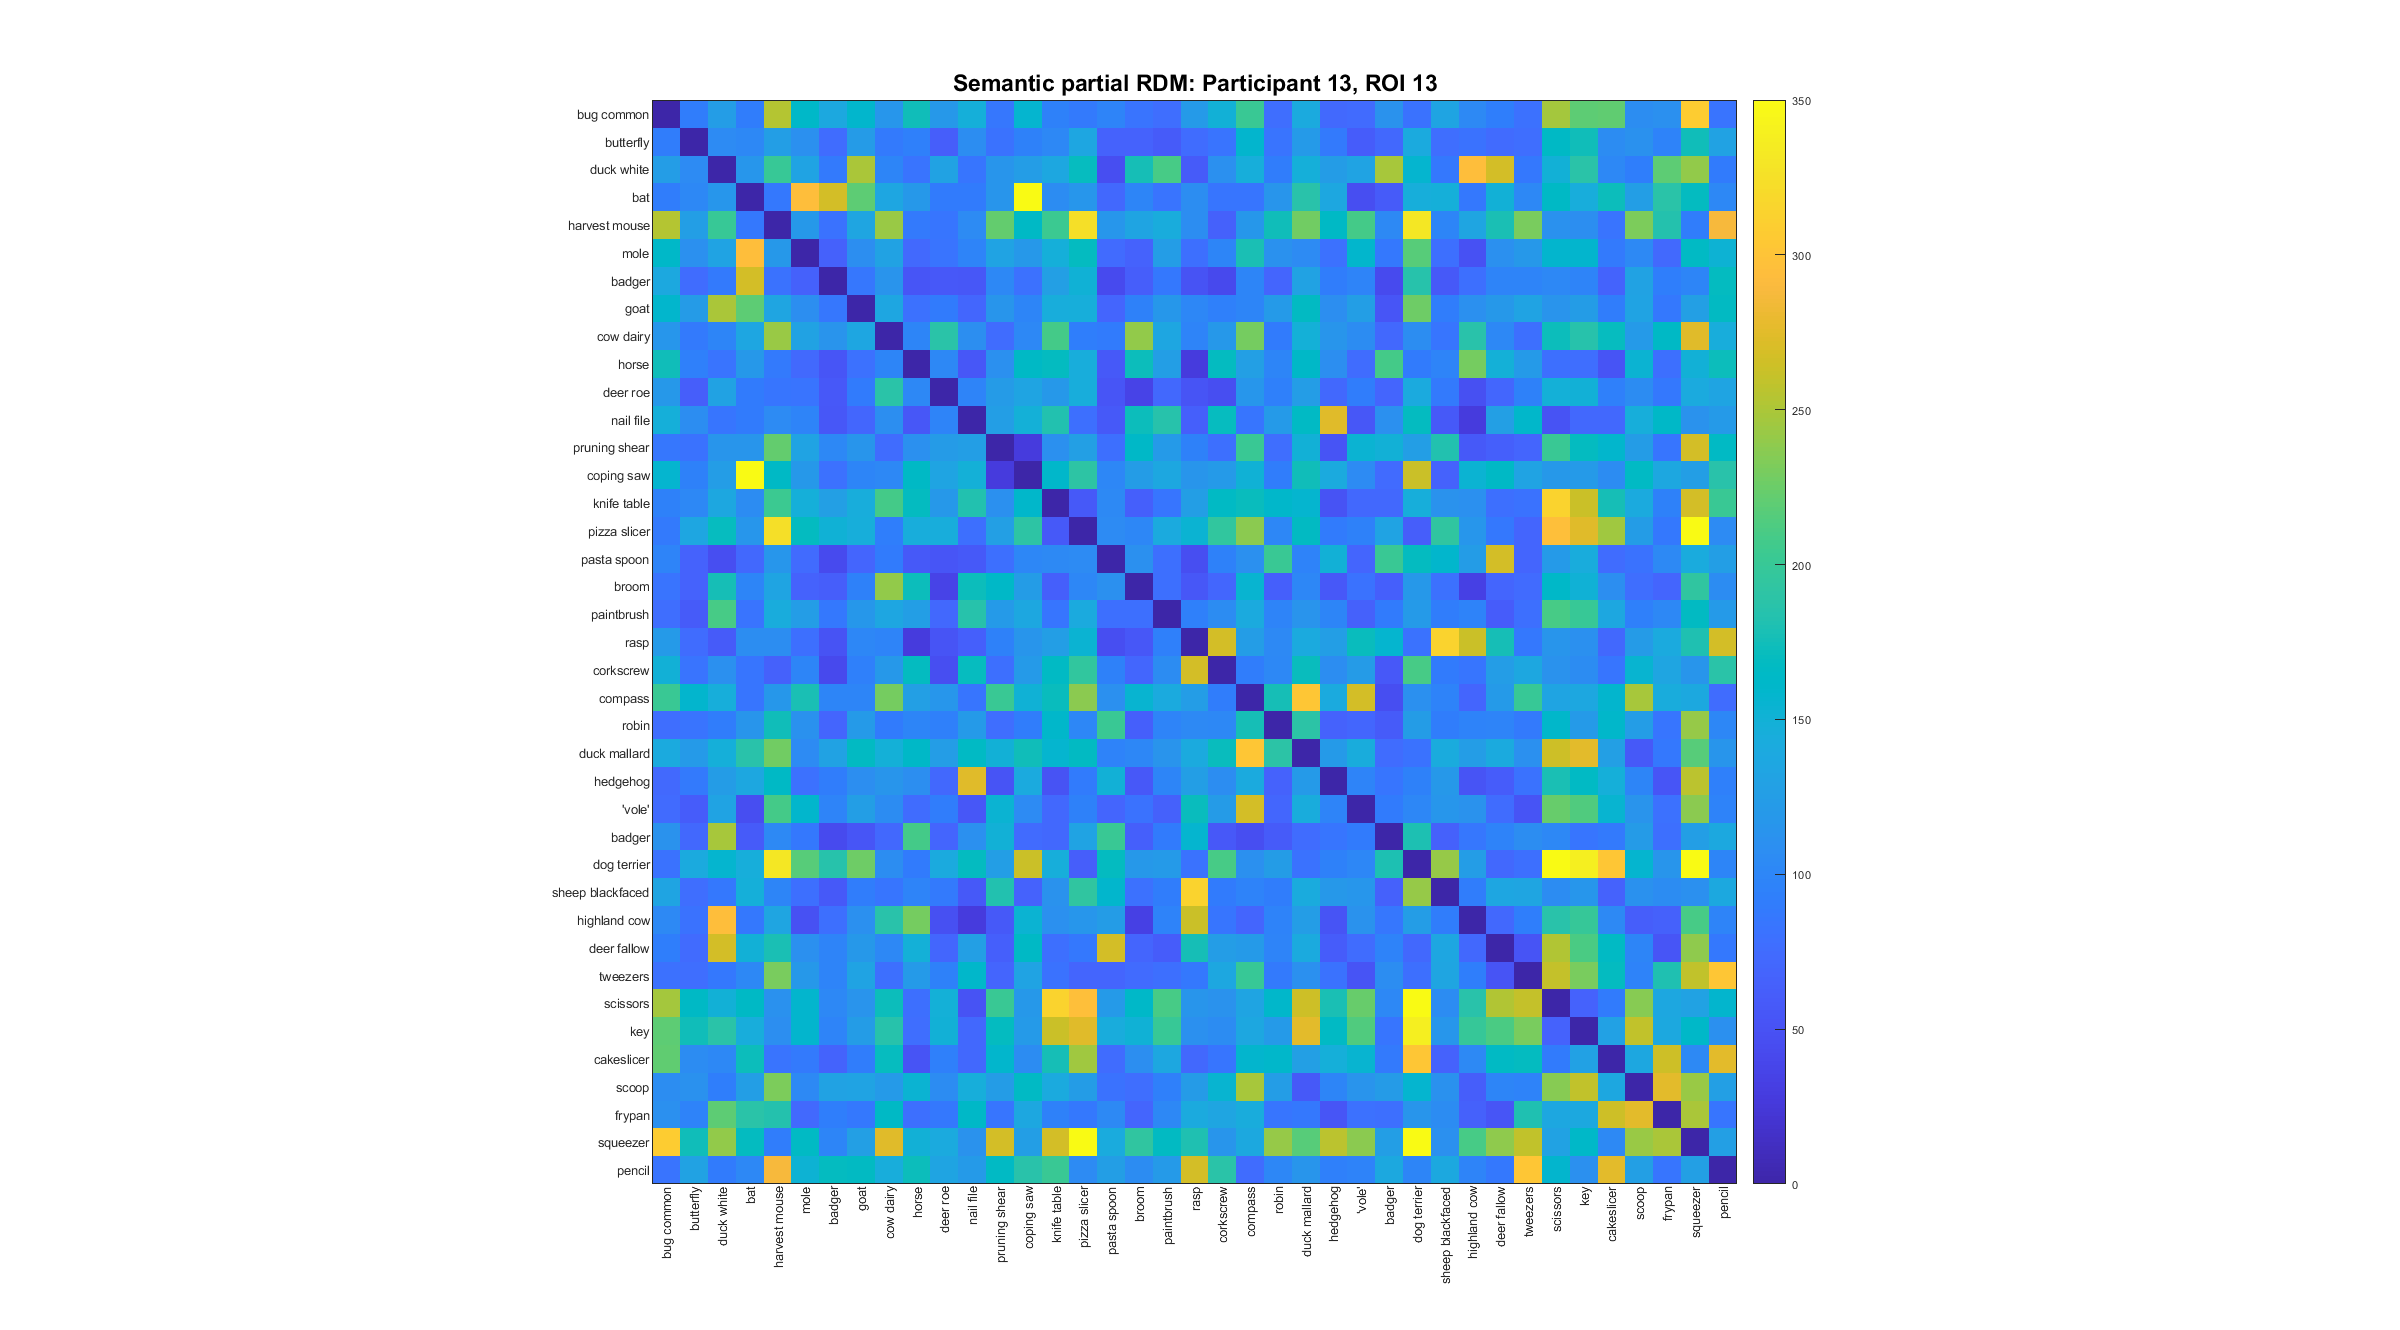 Semantic partial RDM: Participant 13, ROI 13
bug common
butterfly
duck white
bat
harvest mouse
mole
badger
goat
cow dairy
horse
deer roe
nail file
pruning shear
coping saw
knife table
pizza slicer
pasta spoon
broom
paintbrush
rasp
corkscrew
compass
robin
duck mallard
hedgehog
'vole'
badger
dog terrier
sheep blackfaced
highland cow
deer fallow
tweezers
scissors
key
cakeslicer
scoop
frypan
squeezer
pencil
bug common
butterfly
duck white
bat
harvest mouse
mole
badger
goat
cow dairy
horse
deer roe
nail file
pruning shear
coping saw
knife table
pizza slicer
pasta spoon
broom
paintbrush
rasp
corkscrew
compass
robin
duck mallard
hedgehog
'vole'
badger
dog terrier
sheep blackfaced
highland cow
deer fallow
tweezers
scissors
key
cakeslicer
scoop
frypan
squeezer
pencil
350
300
250
200
150
100
50
0